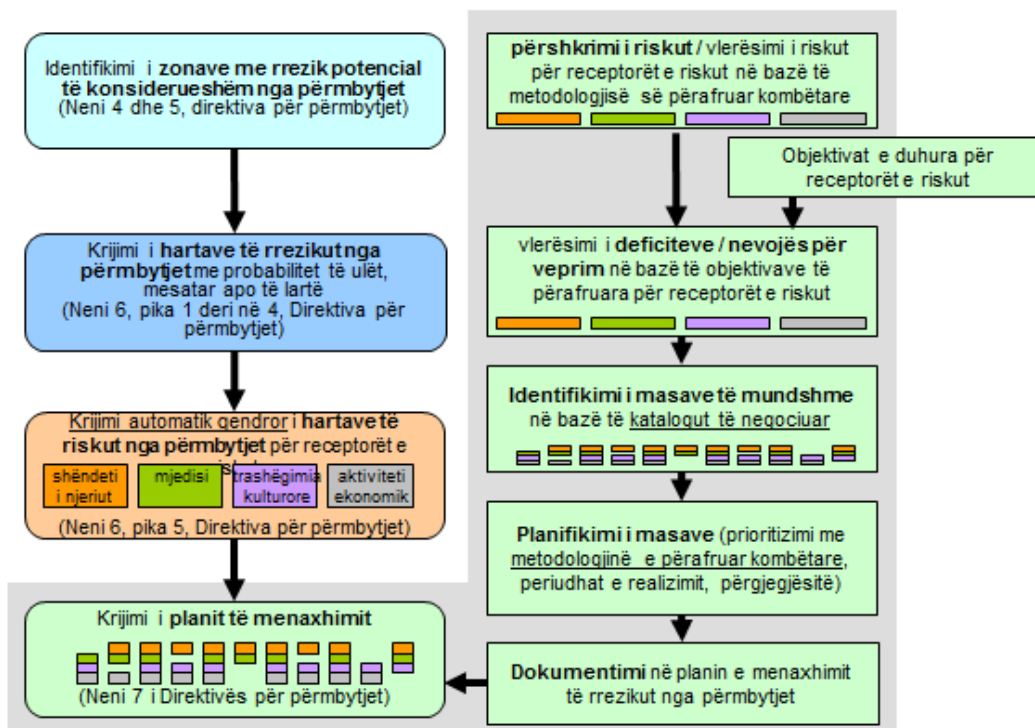 Identifikimi i zonave me rrezik potencial
të konsiderueshëm nga përmbytjet
(Neni 4 dhe 5, direktiva për përmbytjet)
Krijimi i hartave të rrezikut nga
përmbytjet me probabilitet të ulët,
mesatar apo të lartë
(Neni 6, pika 1 deri në 4, Direktiva për
përmbytjet)
Krijimi automatik qendror i hartave të
riskut nga përmbytjet për receptorët e
shëndeti
i njeriut
mjedisi
trashëgimia
kulturore
aktiviteti
ekonomik
(Neni 6, pika 5, Direktiva për përmbytjet)
Krijimi i planit të menaxhimit
(Neni 7 i Direktivës për përmbytjet)
përshkrimi i riskut / vlerësimi i riskut
për receptorët e riskut në bazë të
metodologjisë së përafruar kombëtare
Objektivat e duhura për
receptorët e riskut
vlerësimi i deficiteve / nevojës për
veprim në bazë të objektivave të
përafruara për receptorët e riskut
Identifikimi i masave të mundshme
në bazë të katalogut të negociuar
Planifikimi i masave (prioritizimi me
metodologjinë e përafruar kombëtare,
periudhat e realizimit, përgjegjësitë)
Dokumentimi në planin e menaxhimit
të rrezikut nga përmbytjet